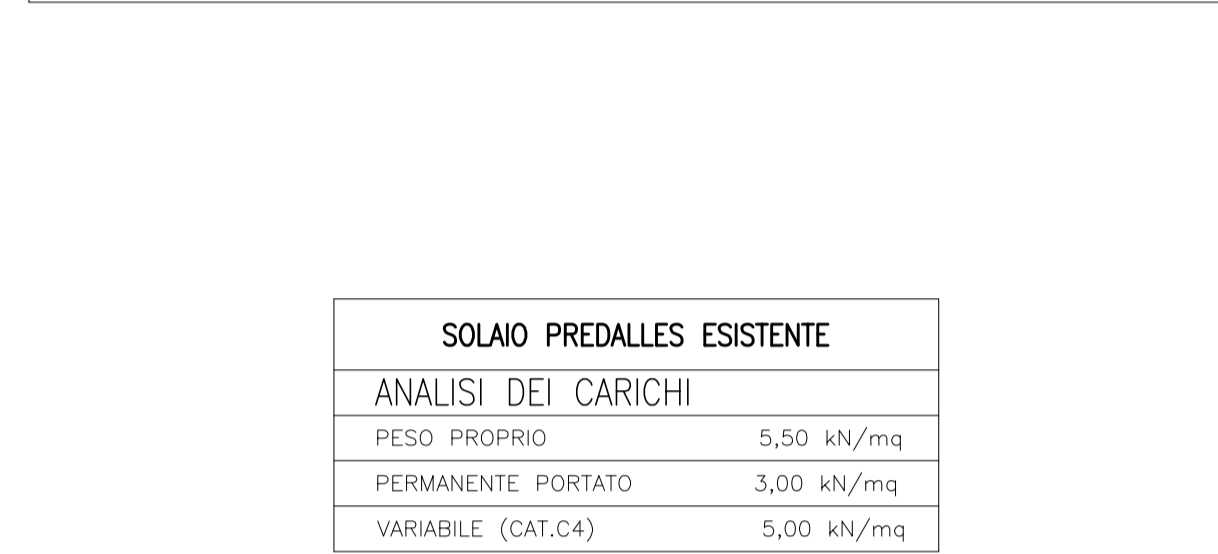 SOLAIO PREDALLES ESISTENTE
ANALISI DEI CARICHI
PESO PROPRIO 5,50 kN/mq
PERMANENTE PORTATO 3,00 kN/mq
VARIABILE (CAT.C4) 5,00 kN/mq